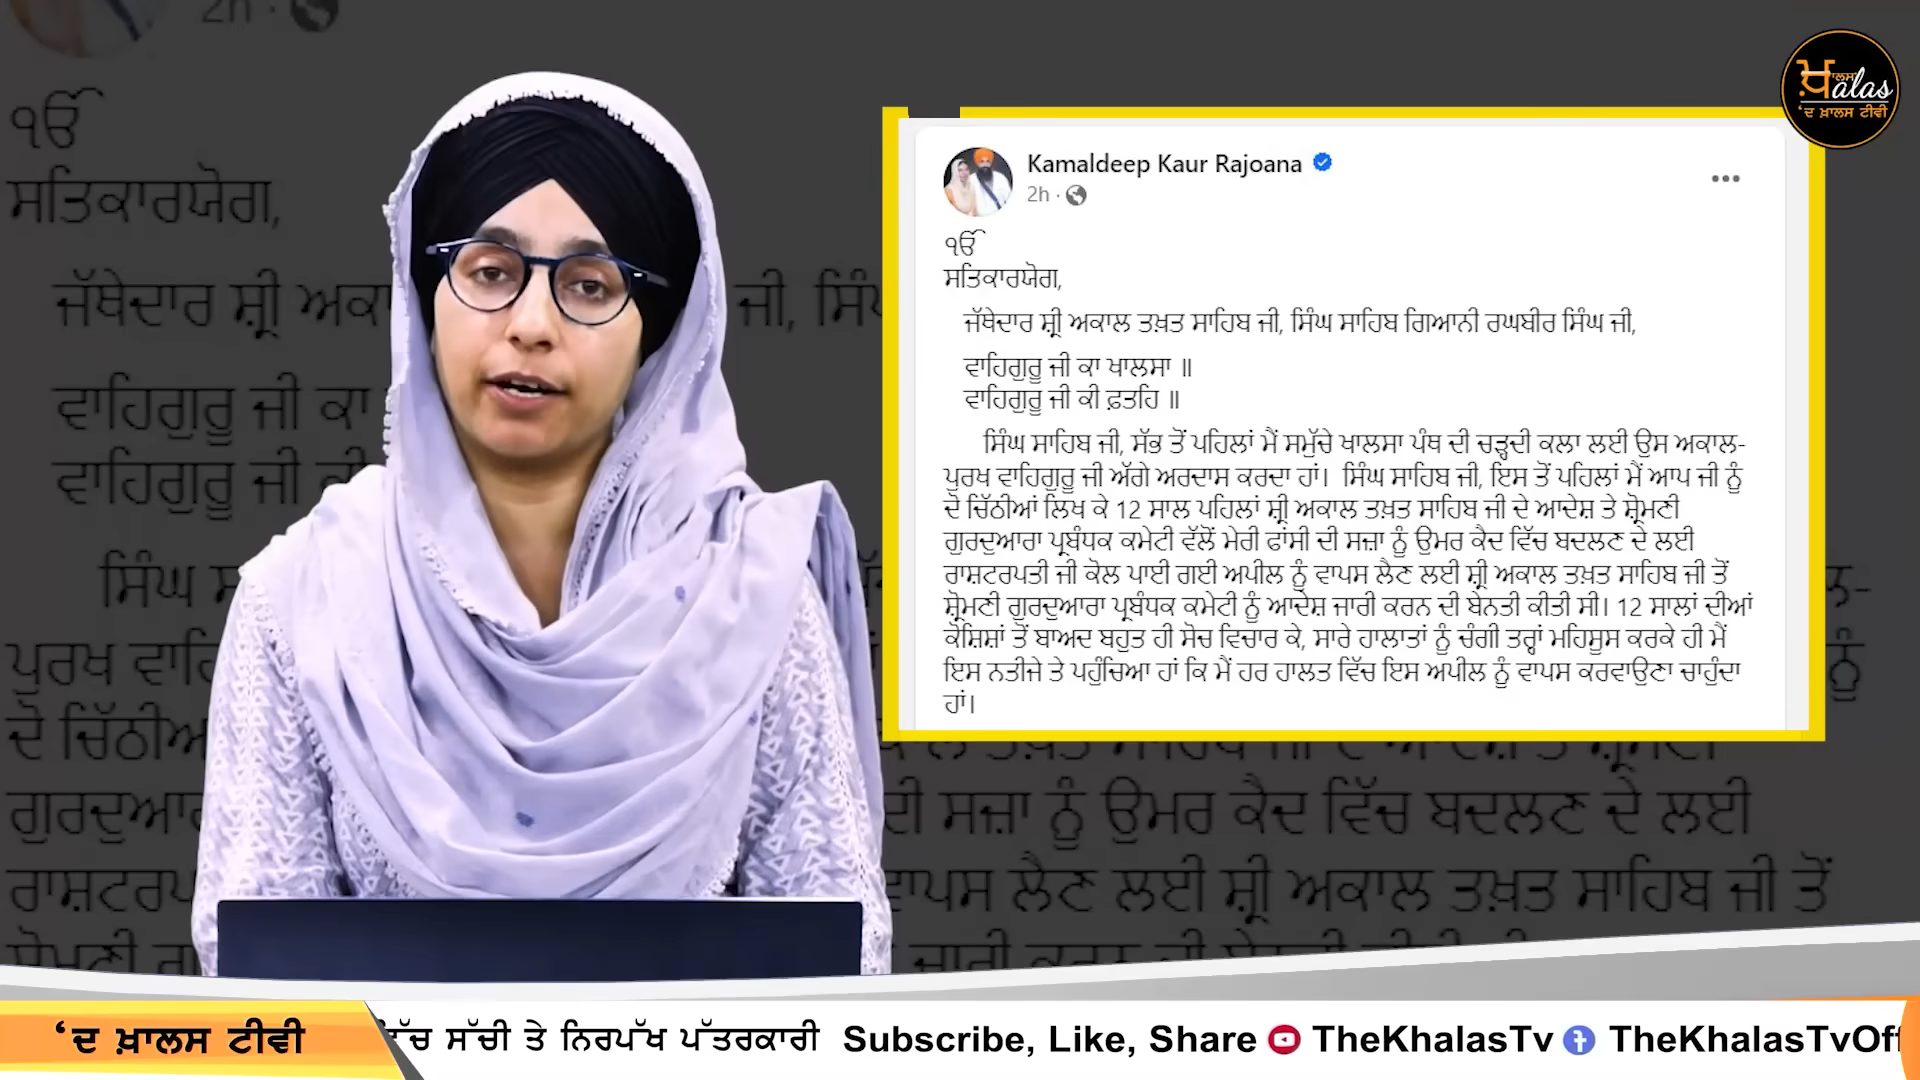 ਖ਼ਾਲਸ
alas
'ਦ ਖ਼ਾਲਸ ਟੀਵੀ
Kamaldeep Kaur Rajoana
2h ·
ੴ
ਸਤਿਕਾਰਯੋਗ,
ਜੱਥੇਦਾਰ ਸ਼੍ਰੀ ਅਕਾਲ ਤਖ਼ਤ ਸਾਹਿਬ ਜੀ, ਸਿੰਘ ਸਾਹਿਬ ਗਿਆਨੀ ਰਘਬੀਰ ਸਿੰਘ ਜੀ,
ਵਾਹਿਗੁਰੂ ਜੀ ਕਾ ਖਾਲਸਾ ॥
ਵਾਹਿਗੁਰੂ ਜੀ ਕੀ ਫ਼ਤਹਿ ॥
ਸਿੰਘ ਸਾਹਿਬ ਜੀ, ਸੱਭ ਤੋਂ ਪਹਿਲਾਂ ਮੈਂ ਸਮੁੱਚੇ ਖਾਲਸਾ ਪੰਥ ਦੀ ਚੜ੍ਹਦੀ ਕਲਾ ਲਈ ਉਸ ਅਕਾਲ-
ਪੁਰਖ ਵਾਹਿਗੁਰੂ ਜੀ ਅੱਗੇ ਅਰਦਾਸ ਕਰਦਾ ਹਾਂ। ਸਿੰਘ ਸਾਹਿਬ ਜੀ, ਇਸ ਤੋਂ ਪਹਿਲਾਂ ਮੈਂ ਆਪ ਜੀ ਨੂੰ
ਦੋ ਚਿੱਠੀਆਂ ਲਿਖ ਕੇ 12 ਸਾਲ ਪਹਿਲਾਂ ਸ਼੍ਰੀ ਅਕਾਲ ਤਖ਼ਤ ਸਾਹਿਬ ਜੀ ਦੇ ਆਦੇਸ਼ ਤੇ ਸ਼੍ਰੋਮਣੀ
ਗੁਰਦੁਆਰਾ ਪ੍ਰਬੰਧਕ ਕਮੇਟੀ ਵੱਲੋਂ ਮੇਰੀ ਫਾਂਸੀ ਦੀ ਸਜ਼ਾ ਨੂੰ ਉਮਰ ਕੈਦ ਵਿੱਚ ਬਦਲਣ ਦੇ ਲਈ
ਰਾਸ਼ਟਰਪਤੀ ਜੀ ਕੋਲ ਪਾਈ ਗਈ ਅਪੀਲ ਨੂੰ ਵਾਪਸ ਲੈਣ ਲਈ ਸ਼੍ਰੀ ਅਕਾਲ ਤਖ਼ਤ ਸਾਹਿਬ ਜੀ ਤੋਂ
ਸ਼੍ਰੋਮਣੀ ਗੁਰਦੁਆਰਾ ਪ੍ਰਬੰਧਕ ਕਮੇਟੀ ਨੂੰ ਆਦੇਸ਼ ਜਾਰੀ ਕਰਨ ਦੀ ਬੇਨਤੀ ਕੀਤੀ ਸੀ। 12 ਸਾਲਾਂ ਦੀਆਂ
ਕੋਸ਼ਿਸ਼ਾਂ ਤੋਂ ਬਾਅਦ ਬਹੁਤ ਹੀ ਸੋਚ ਵਿਚਾਰ ਕੇ, ਸਾਰੇ ਹਾਲਾਤਾਂ ਨੂੰ ਚੰਗੀ ਤਰ੍ਹਾਂ ਮਹਿਸੂਸ ਕਰਕੇ ਹੀ ਮੈਂ
ਇਸ ਨਤੀਜੇ ਤੇ ਪਹੁੰਚਿਆ ਹਾਂ ਕਿ ਮੈਂ ਹਰ ਹਾਲਤ ਵਿੱਚ ਇਸ ਅਪੀਲ ਨੂੰ ਵਾਪਸ ਕਰਵਾਉਣਾ ਚਾਹੁੰਦਾ
ਹਾਂ।
'ਦ ਖ਼ਾਲਸ ਟੀਵੀ
ਸੱਚੀ ਤੇ ਨਿਰਪੱਖ ਪੱਤਰਕਾਰੀ Subscribe, Like, Share TheKhalasTv TheKhalasTvOff